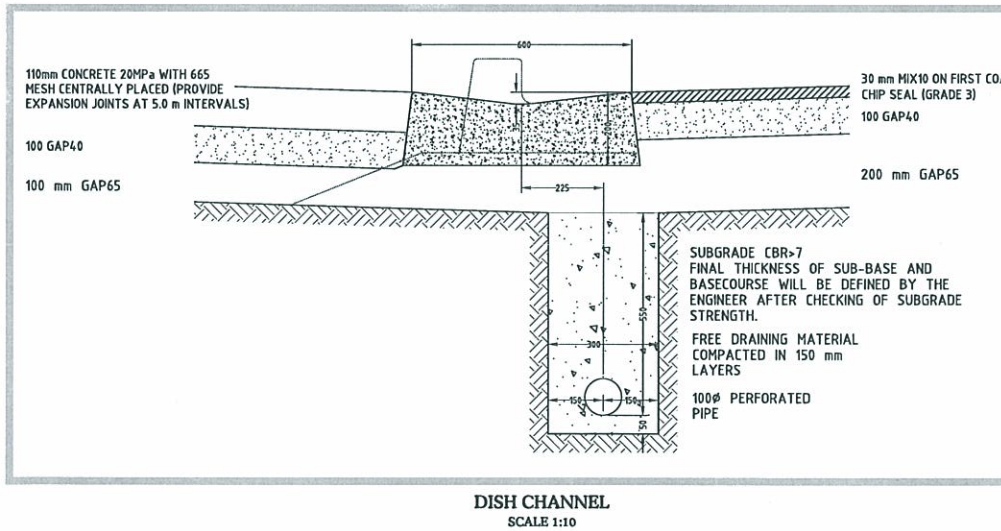 600
110mm CONCRETE 20MPa WITH 665
MESH CENTRALLY PLACED (PROVIDE
EXPANSION JOINTS AT 5.0 m INTERVALS)
30 mm MIX10 ON FIRST COA
CHIP SEAL (GRADE 3)
100 GAP40
100 GAP40
100 mm GAP65
200 mm GAP65
225
SUBGRADE CBR>7
FINAL THICKNESS OF SUB-BASE AND
BASECOURSE WILL BE DEFINED BY THE
ENGINEER AFTER CHECKING OF SUBGRADE
STRENGTH.
550
300
FREE DRAINING MATERIAL
COMPACTED IN 150 mm
LAYERS
150
150
100Ø PERFORATED
PIPE
50
DISH CHANNEL
SCALE 1:10